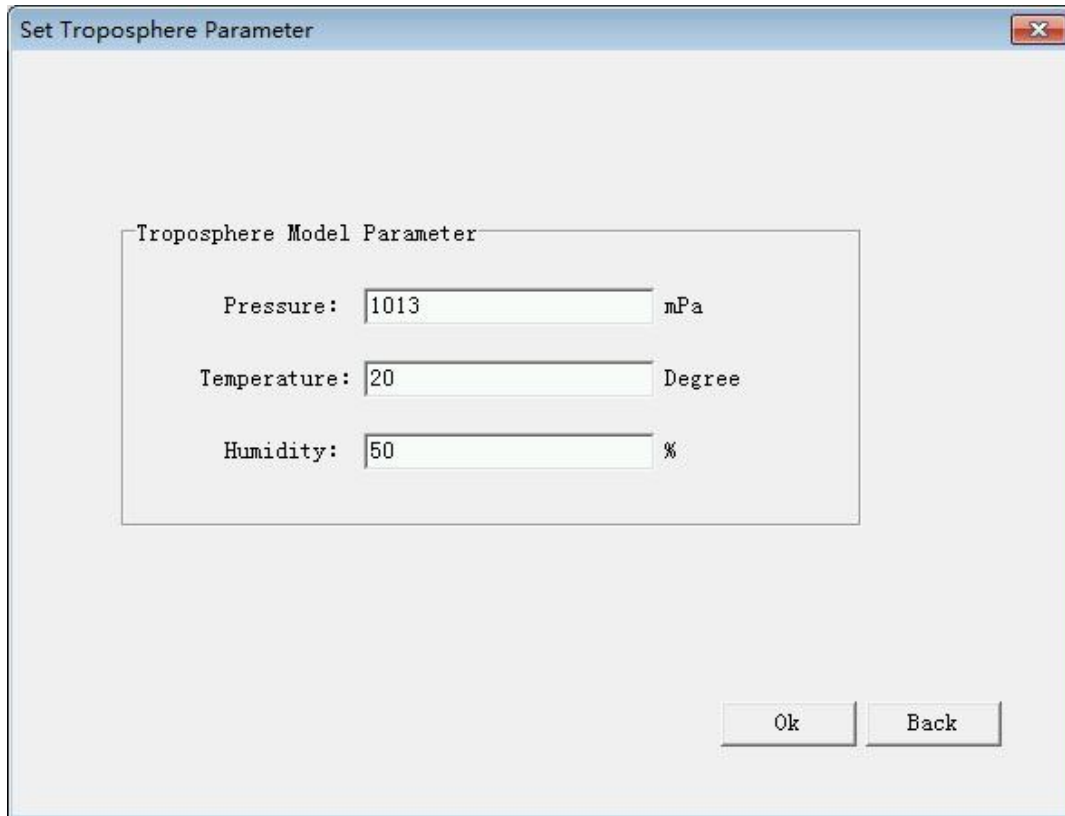 Set Troposphere Parameter
Troposphere Model Parameter
Pressure: 1013 mPa
Temperature: 20 Degree
Humidity: 50 %
Ok Back